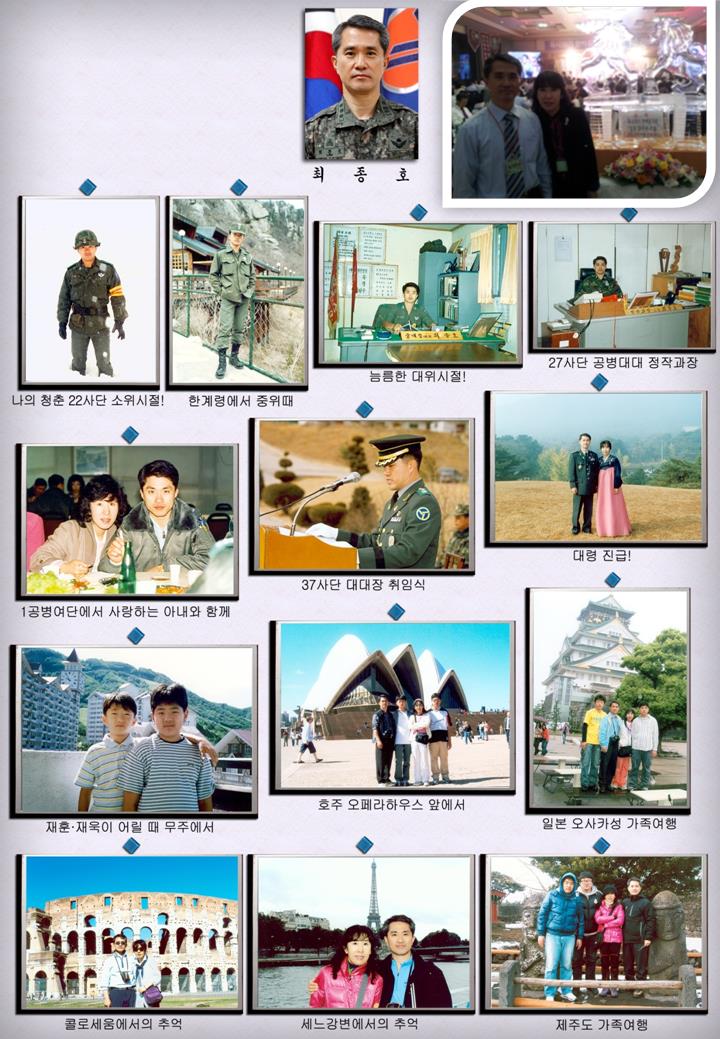 최 종 호
나의 청춘 22사단 소위시절!
한계령에서 중위때
늠름한 대위시절!
27사단 공병대대 정작과장
1공병여단에서 사랑하는 아내와 함께
37사단 대대장 취임식
대령 진급!
재훈·재욱이 어릴 때 무주에서
호주 오페라하우스 앞에서
일본 오사카성 가족여행
콜로세움에서의 추억
세느강변에서의 추억
제주도 가족여행